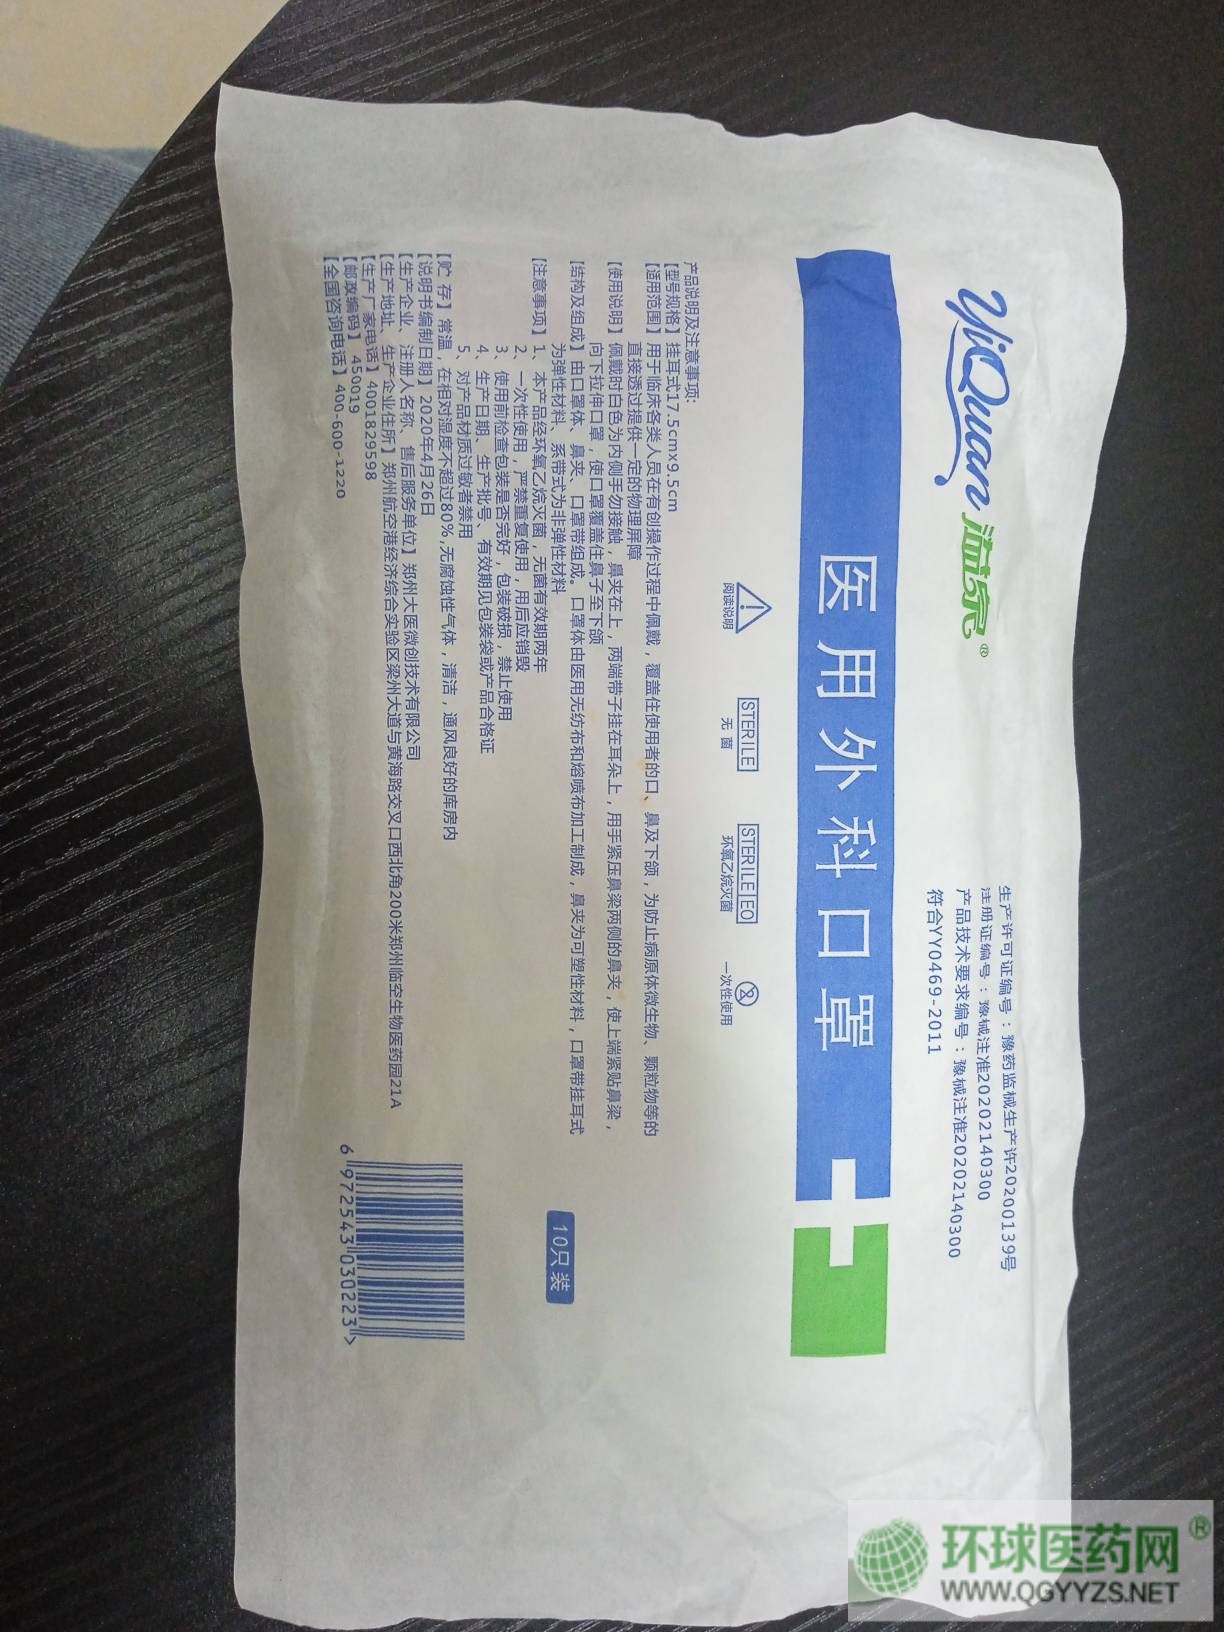 YiQuan 益泉®
生产许可证编号：豫药监械生产许20200139号
注册证编号：豫械注准20202140300
产品技术要求编号：豫械注准20202140300
符合YY0469-2011
医用外科口罩
阅读说明
STERILE
无菌
STERILE EO
环氧乙烷灭菌
2
一次性使用
产品说明及注意事项:
【型号规格】挂耳式17.5cmx9.5cm
【适用范围】用于临床各类人员在有创操作过程中佩戴，覆盖住使用者的口、鼻及下颌，为防止病原体微生物、颗粒物等的
直接透过提供一定的物理屏障
【使用说明】佩戴时白色为内侧手勿接触，鼻夹在上，两端带子挂在耳朵上，用手紧压鼻梁两侧的鼻夹，使上端紧贴鼻梁，
向下拉伸口罩，使口罩覆盖住鼻子至下颌
【结构及组成】由口罩体、鼻夹、口罩带组成。口罩体由医用无纺布和熔喷布加工制成，鼻夹为可塑性材料，口罩带挂耳式
为弹性材料、系带式为非弹性材料
【注意事项】1、本产品经环氧乙烷灭菌，无菌有效期两年
2、一次性使用，严禁重复使用，用后应销毁
3、使用前检查包装是否完好，包装破损，禁止使用
4、生产日期、生产批号、有效期见包装袋或产品合格证
5、对产品材质过敏者禁用
【贮 存】常温，在相对湿度不超过80%,无腐蚀性气体，清洁，通风良好的库房内
【说明书编制日期】2020年4月26日
【生产企业、注册人名称、售后服务单位】郑州大医微创技术有限公司
【生产地址、生产企业住所】郑州航空港经济综合实验区梁州大道与黄海路交叉口西北角200米郑州临空生物医药园21A
【生产厂家电话】4001829598
【邮政编码】450019
【全国咨询电话】400-600-1220
10只装
6 972543 030223 >
环球医药网®
WWW.QGYYZS.NET